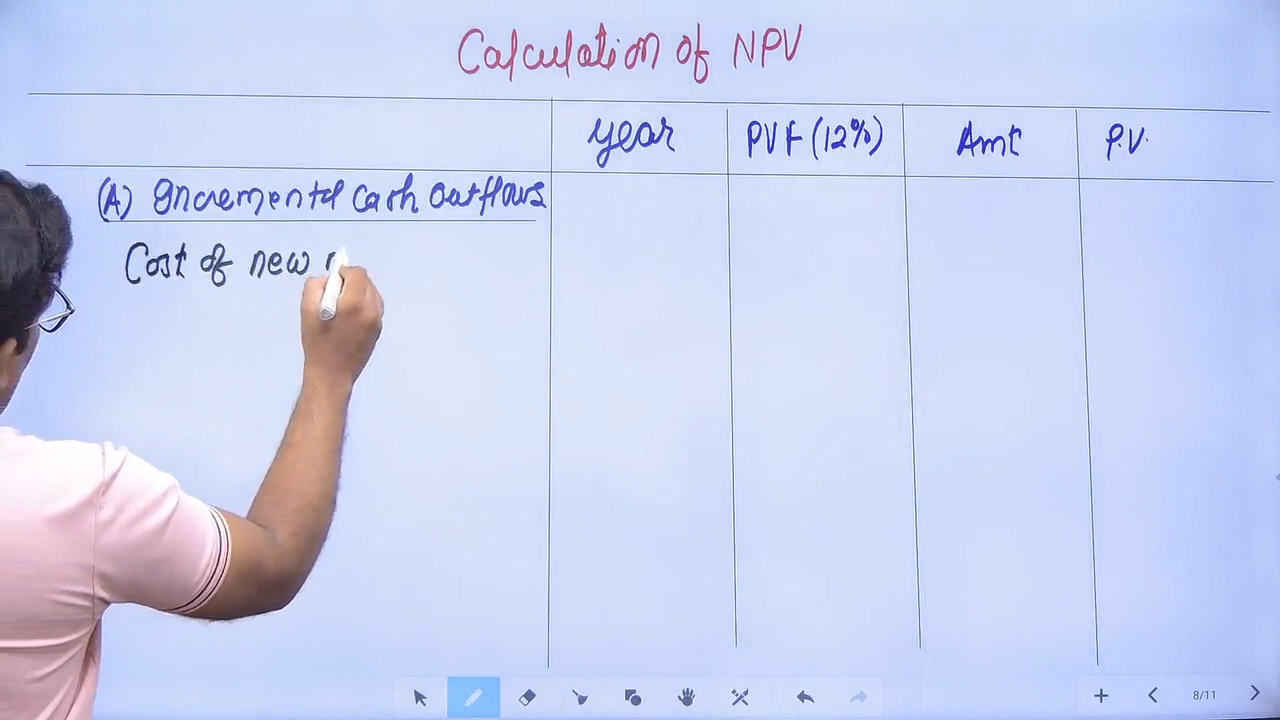 Calculation of NPV
year PVF (12%) Amt P.V.
(A) Incremental Cash Outflows
Cost of new
8/11